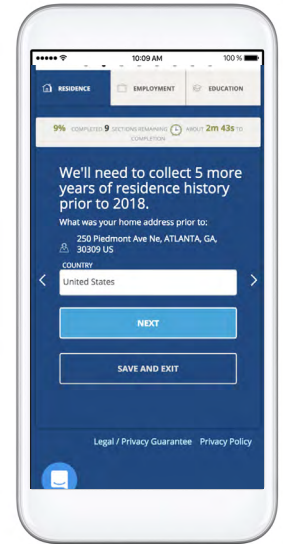 10:09 AM
100 %
RESIDENCE
EMPLOYMENT
EDUCATION
9% COMPLETED 9 SECTIONS REMAINING ABOUT 2m 43s TO
COMPLETION
We'll need to collect 5 more
years of residence history
prior to 2018.
What was your home address prior to:
250 Piedmont Ave Ne, ATLANTA, GA,
30309 US
COUNTRY
United States
NEXT
SAVE AND EXIT
Legal / Privacy Guarantee Privacy Policy